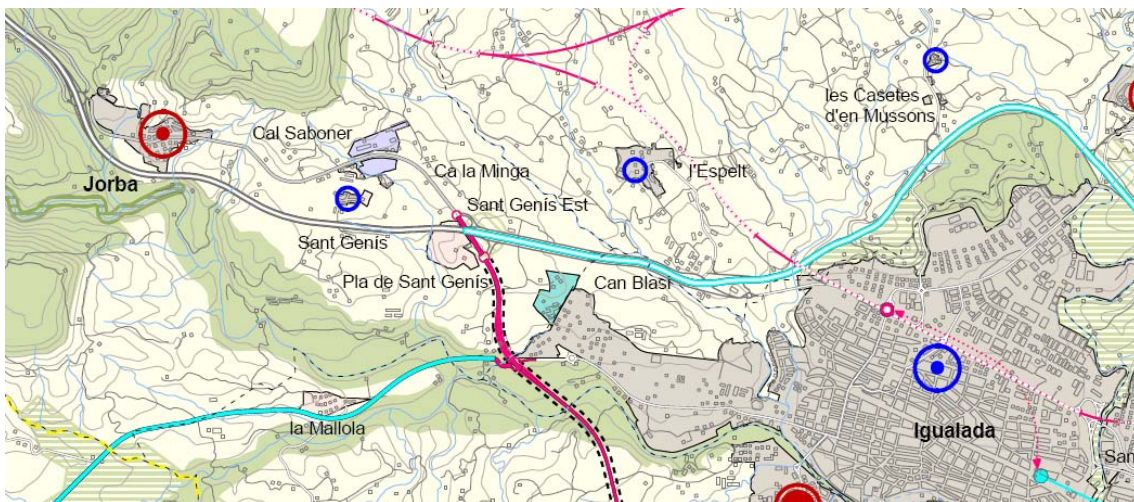 les Casetes
d'en Mussons
Cal Saboner
Ca la Minga
l'Espelt
Jorba
Sant Genís Est
Sant Genís
Pla de Sant Genís
Can Blasi
la Mallola
Igualada
San